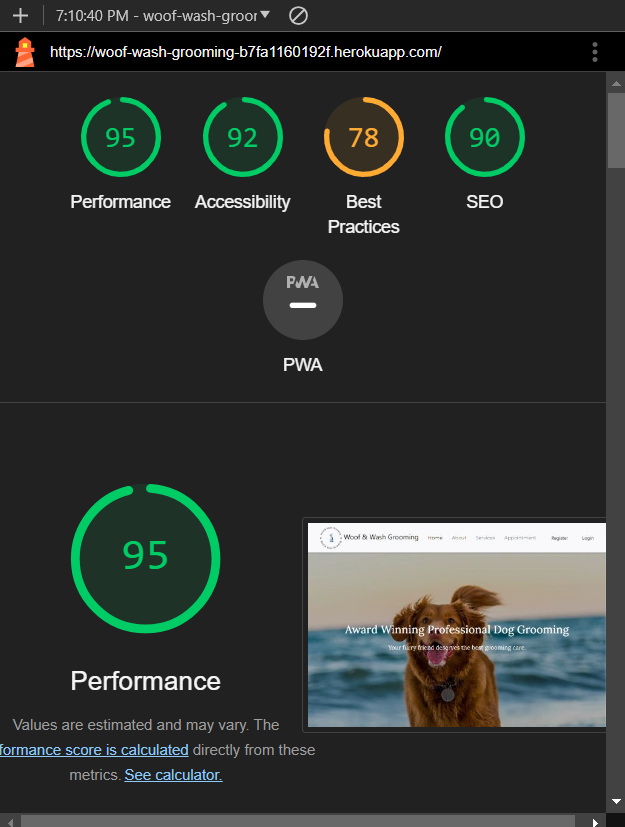 7:10:40 PM - woof-wash-groor
https://woof-wash-grooming-b7fa1160192f.herokuapp.com/
95 92 78 90
Performance Accessibility Best Practices SEO
PWA
PWA
95
Woof & Wash Grooming Home About Services Appointment Register Login
Award Winning Professional Dog Grooming
Your furry friend deserves the best grooming care.
Performance
Values are estimated and may vary. The
formance score is calculated directly from these
metrics. See calculator.